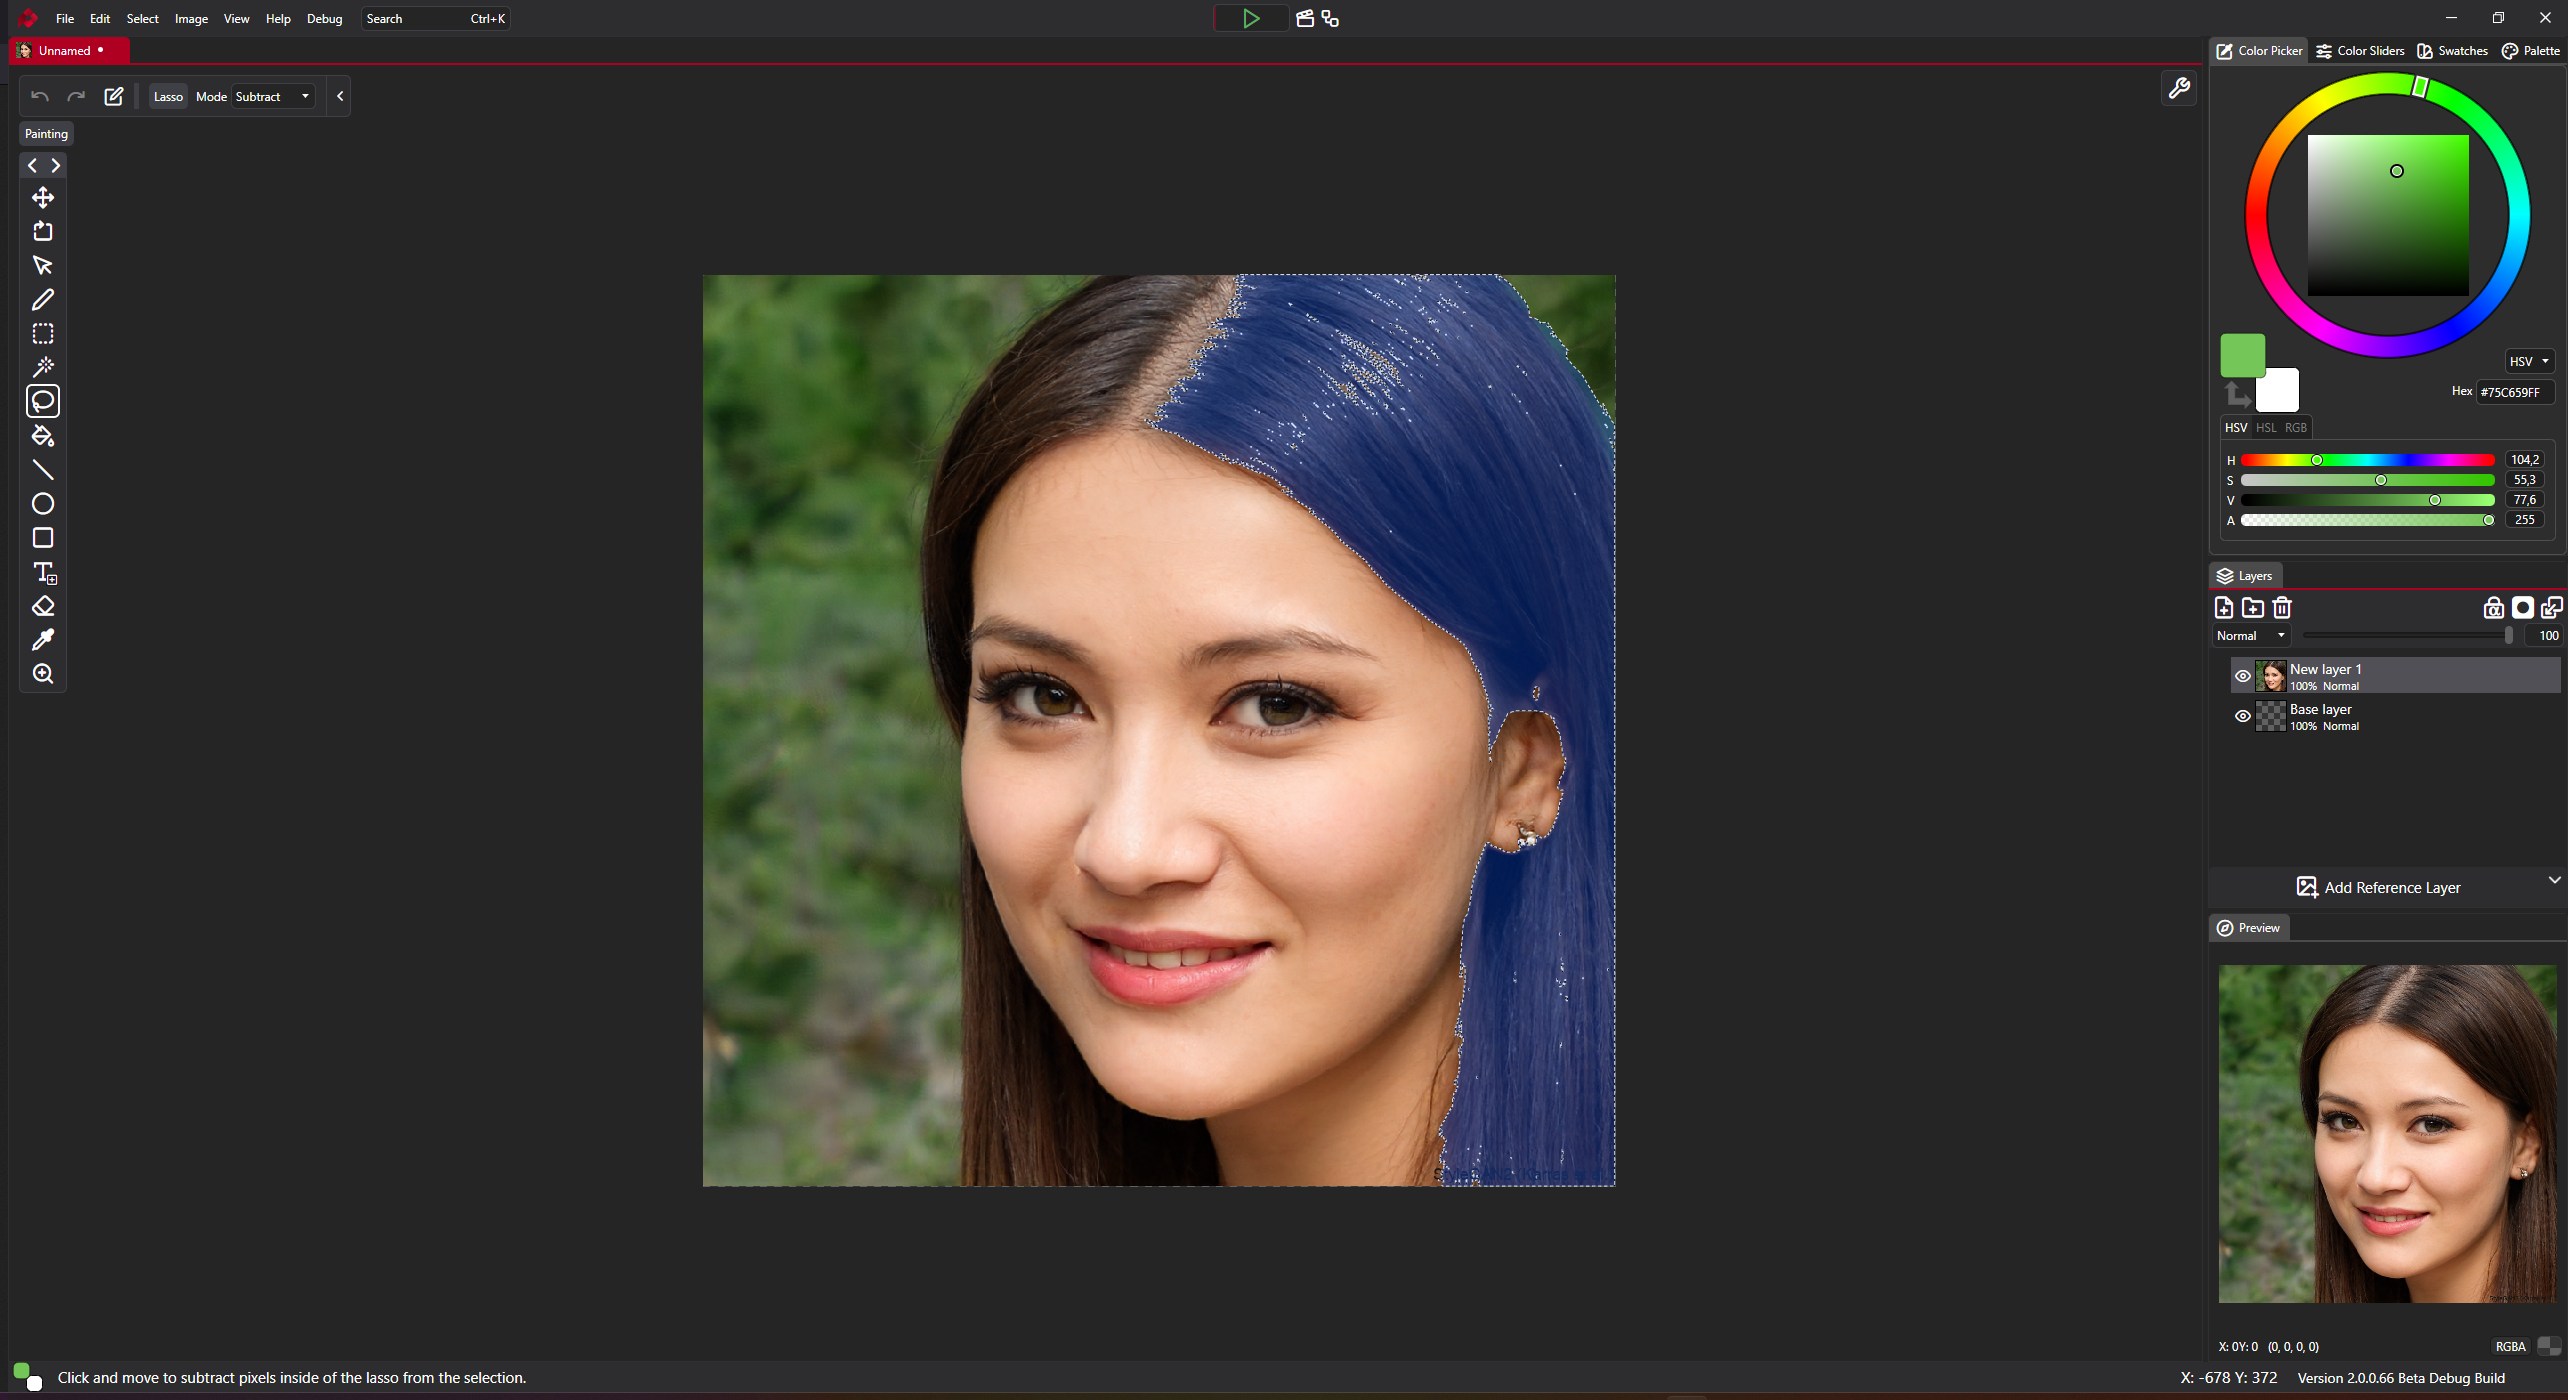 File Edit Select Image View Help Debug Search Ctrl+K
Unnamed
Color Picker Color Sliders Swatches Palette
Lasso Mode Subtract
Painting
HSV
Hex #75C659FF
HSV HSL RGB
H 104,2
S 55,3
V 77,6
A 255
Layers
Normal 100
New layer 1
100% Normal
Base layer
100% Normal
Add Reference Layer
Preview
X: 0Y: 0 (0, 0, 0, 0) RGBA
Click and move to subtract pixels inside of the lasso from the selection.
X: -678 Y: 372 Version 2.0.0.66 Beta Debug Build